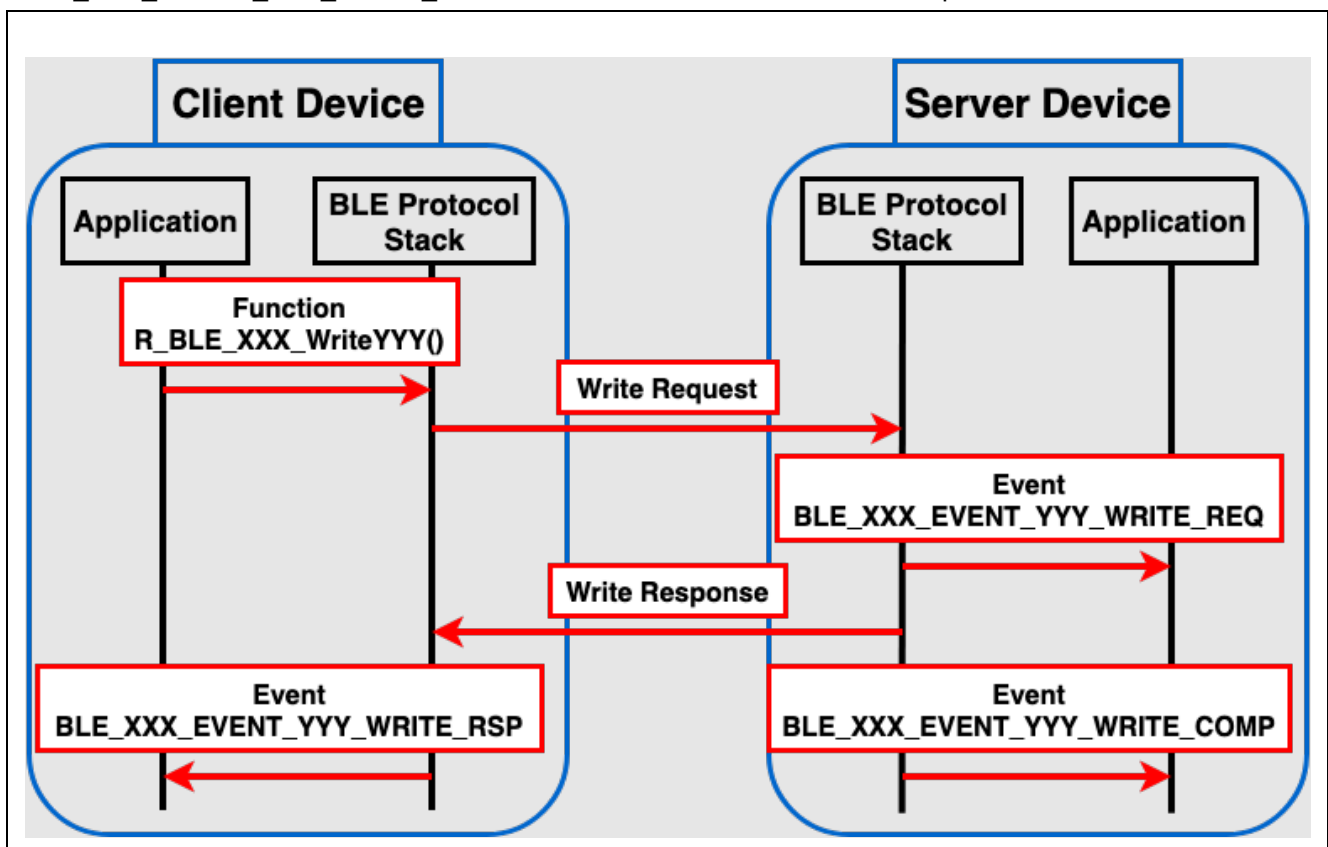 Client Device
Server Device
Application
BLE Protocol
Stack
BLE Protocol
Stack
Application
Function
R_BLE_XXX_WriteYYY()
Write Request
Event
BLE_XXX_EVENT_YYY_WRITE_REQ
Write Response
Event
BLE_XXX_EVENT_YYY_WRITE_RSP
Event
BLE_XXX_EVENT_YYY_WRITE_COMP